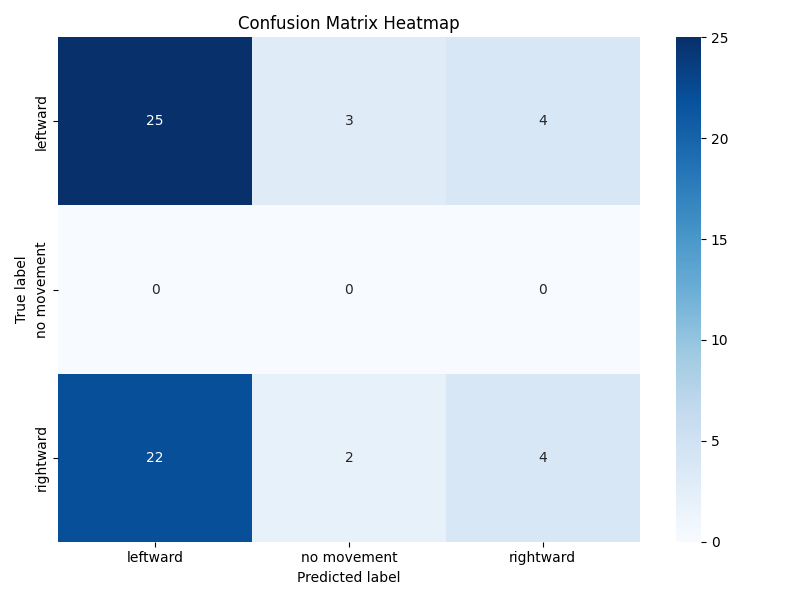 Confusion Matrix Heatmap
25
3
4
0
0
0
22
2
4
leftward
no movement
rightward
True label
leftward
no movement
rightward
Predicted label
25
20
15
10
5
0